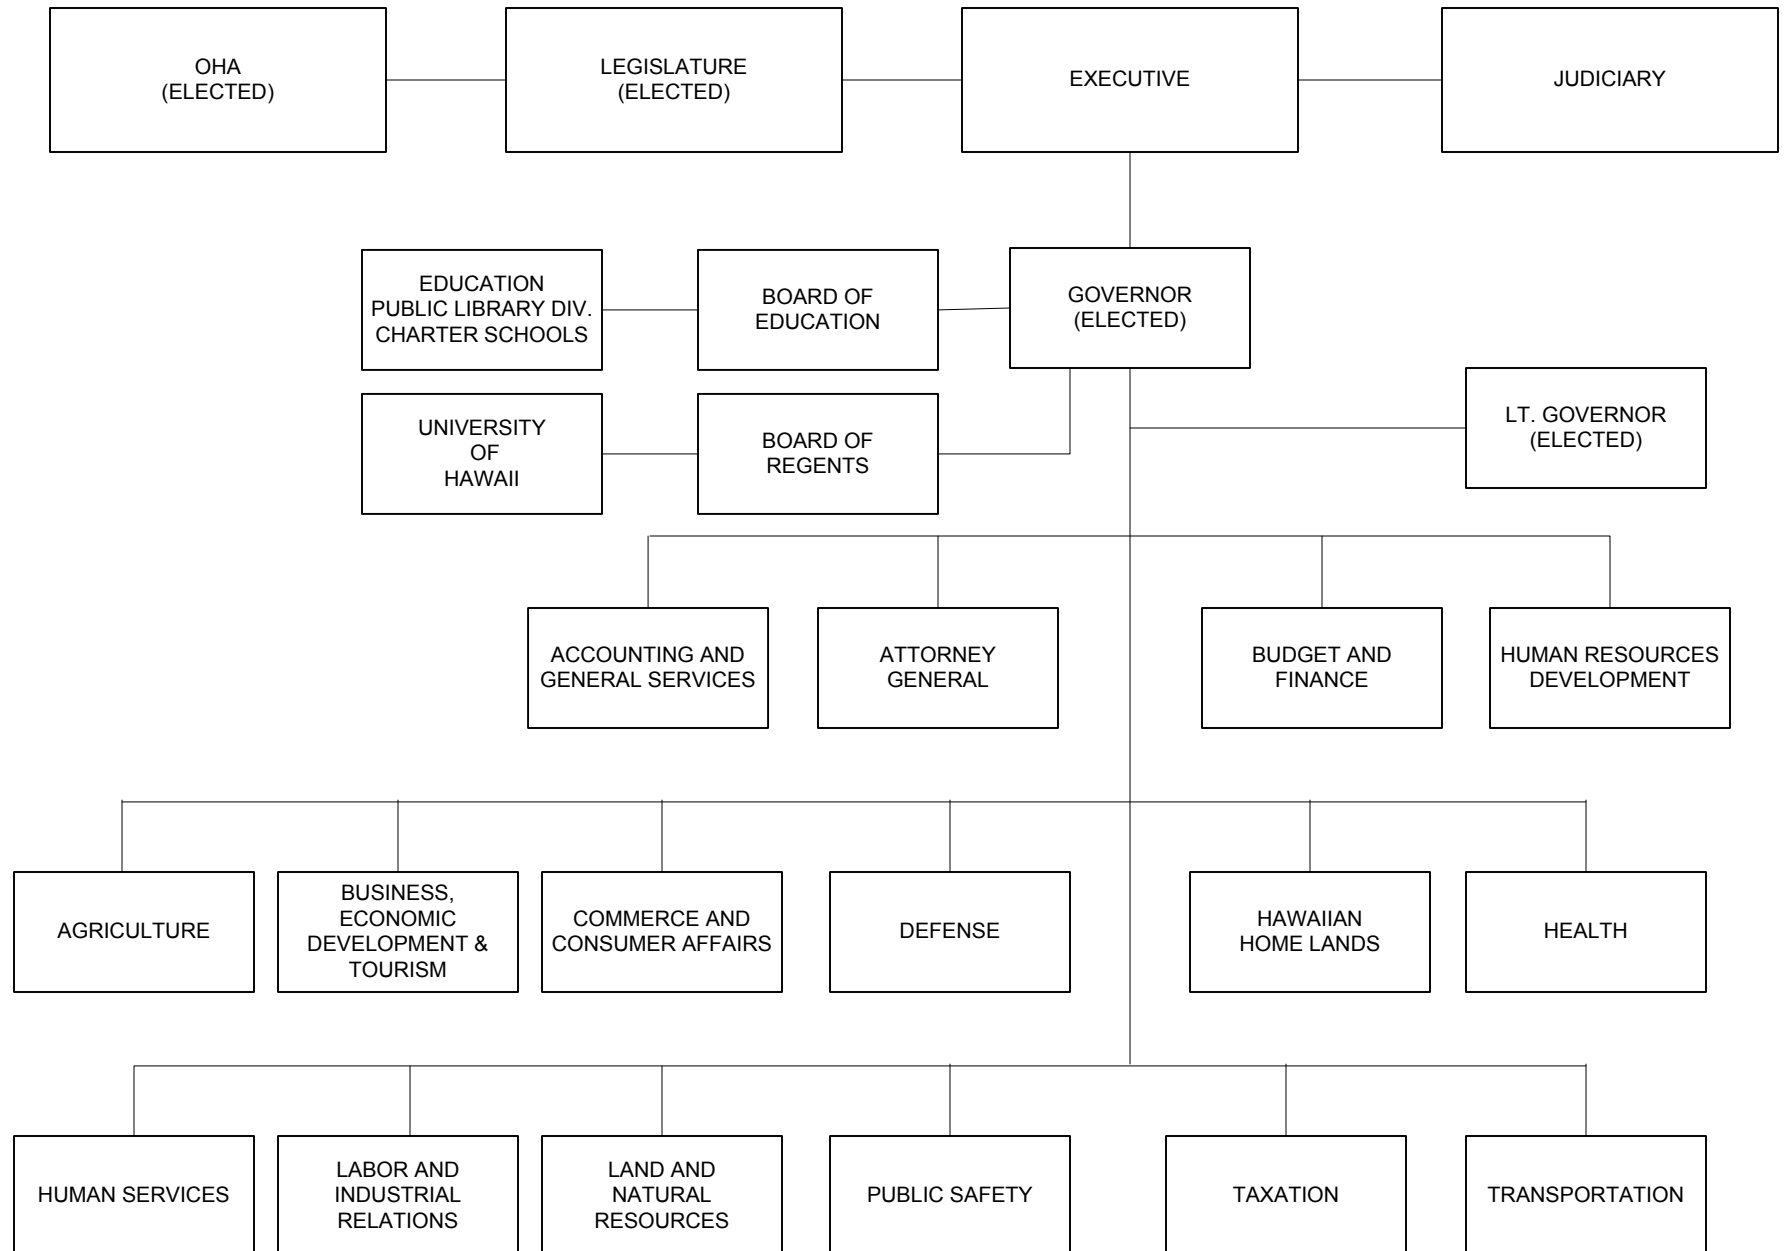 OHA
(ELECTED)
LEGISLATURE
(ELECTED)
EXECUTIVE
JUDICIARY
EDUCATION
PUBLIC LIBRARY DIV.
CHARTER SCHOOLS
BOARD OF
EDUCATION
GOVERNOR
(ELECTED)
UNIVERSITY
OF
HAWAII
BOARD OF
REGENTS
LT. GOVERNOR
(ELECTED)
ACCOUNTING AND
GENERAL SERVICES
ATTORNEY
GENERAL
BUDGET AND
FINANCE
HUMAN RESOURCES
DEVELOPMENT
AGRICULTURE
BUSINESS,
ECONOMIC
DEVELOPMENT &
TOURISM
COMMERCE AND
CONSUMER AFFAIRS
DEFENSE
HAWAIIAN
HOME LANDS
HEALTH
HUMAN SERVICES
LABOR AND
INDUSTRIAL
RELATIONS
LAND AND
NATURAL
RESOURCES
PUBLIC SAFETY
TAXATION
TRANSPORTATION